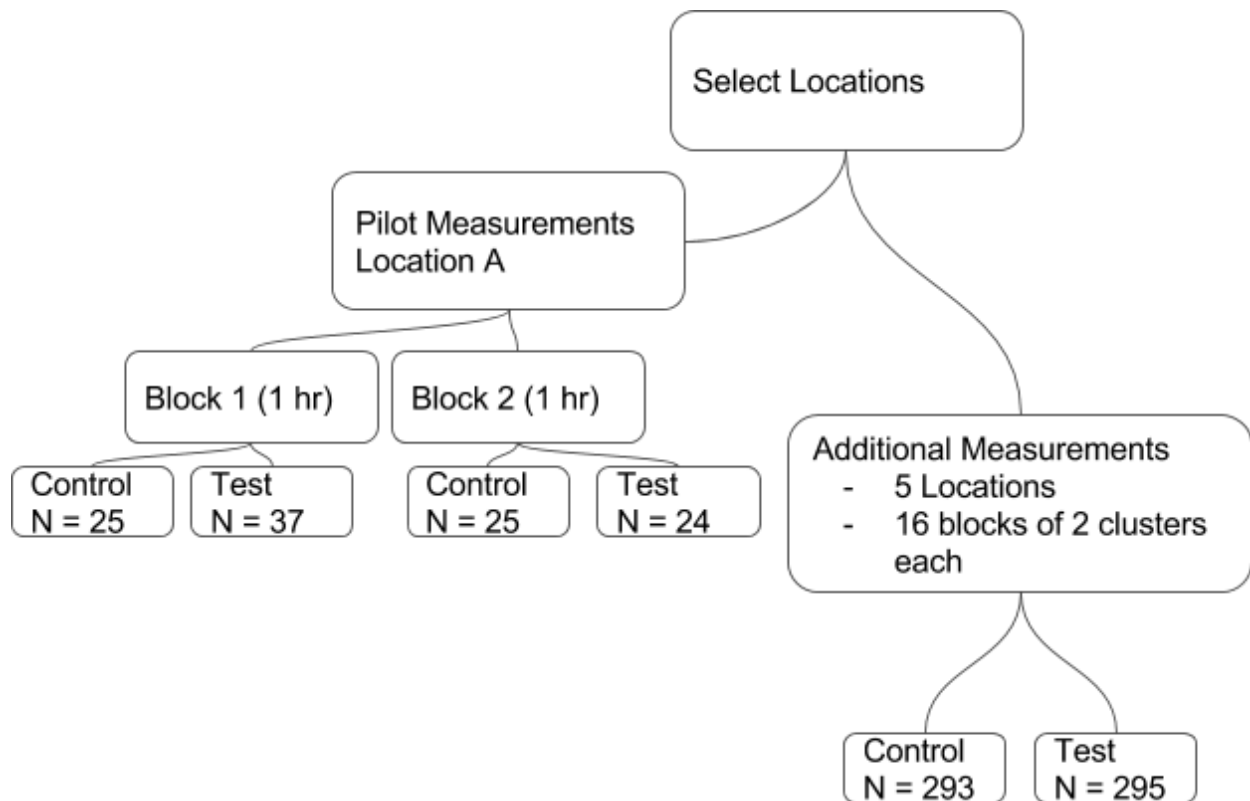 Select Locations
Pilot Measurements
Location A
Block 1 (1 hr)
Block 2 (1 hr)
Control
N = 25
Test
N = 37
Control
N = 25
Test
N = 24
Additional Measurements
- 5 Locations
- 16 blocks of 2 clusters
each
Control
N = 293
Test
N = 295